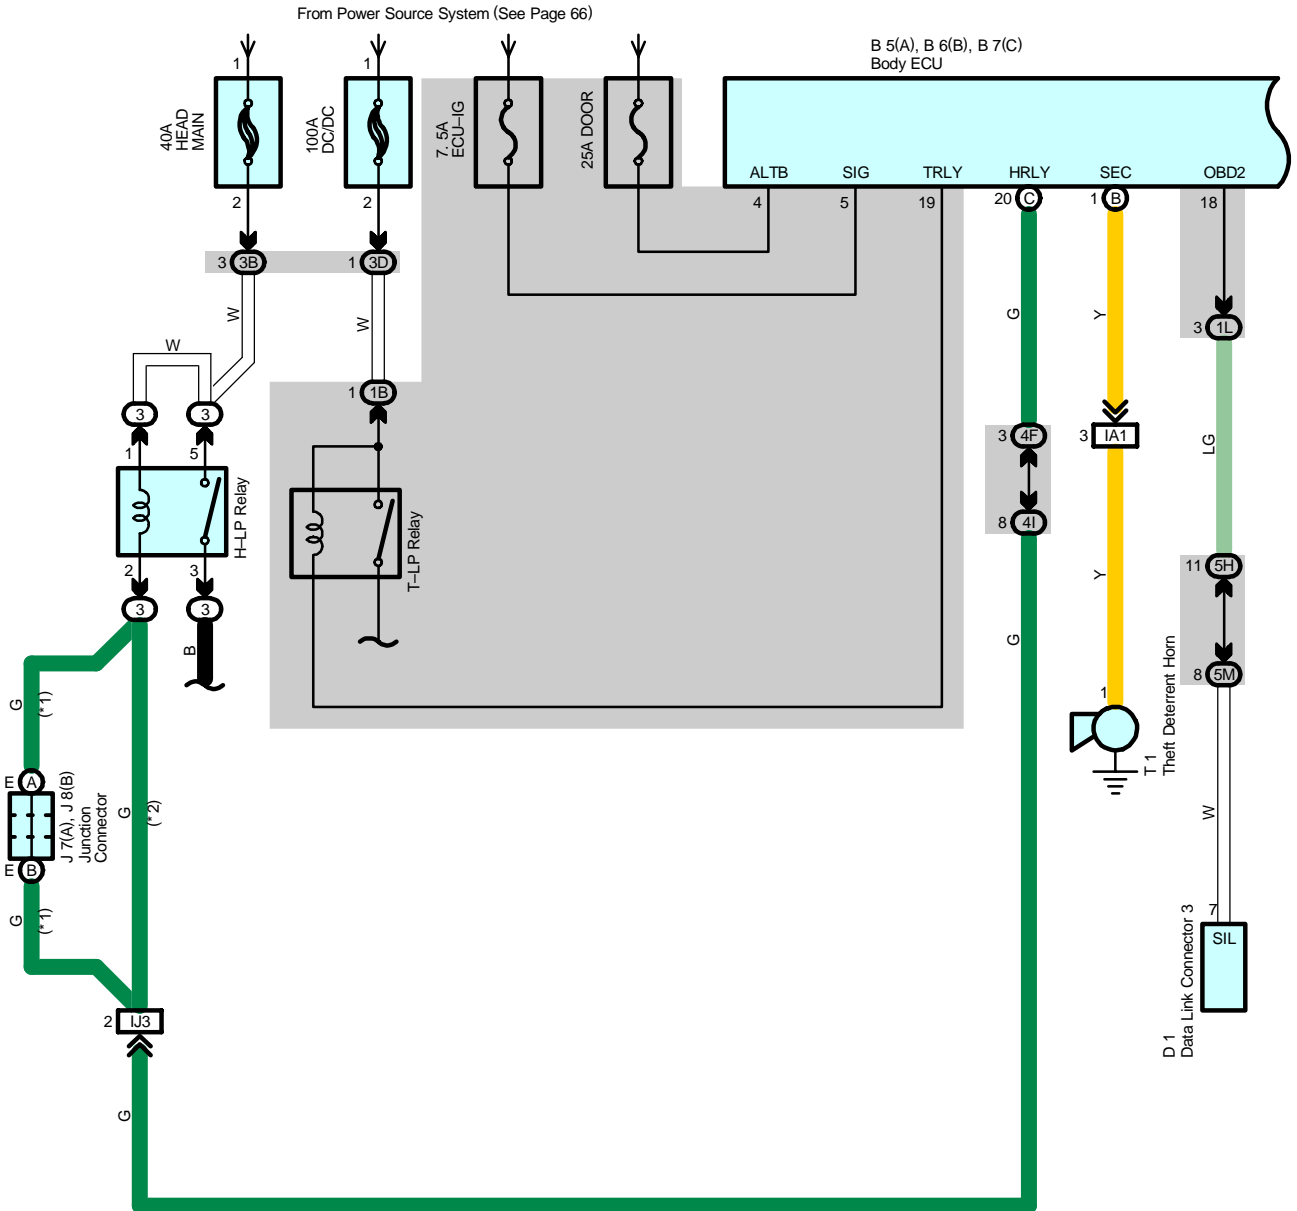 From Power Source System (See Page 66)
B 5(A), B 6(B), B 7(C)
Body ECU
1
1
40A
HEAD
MAIN
100A
DC/DC
7. 5A
ECU–IG
25A DOOR
ALTB
SIG
TRLY
HRLY
SEC
OBD2
2
2
4
5
19
20
C
1
B
18
3
3B
1
3D
W
W
G
Y
3
1L
W
1
1B
3
3
3
4F
3
IA1
LG
1
5
H–LP Relay
T–LP Relay
8
4I
2
3
11
5H
3
3
Y
B
G
8
5M
G
(*1)
1
T 1
Theft Deterrent Horn
E
A
J 7(A), J 8(B)
Junction
Connector
E
B
G
(*2)
W
G
(*1)
7
SIL
D 1
Data Link Connector 3
2
IJ3
G